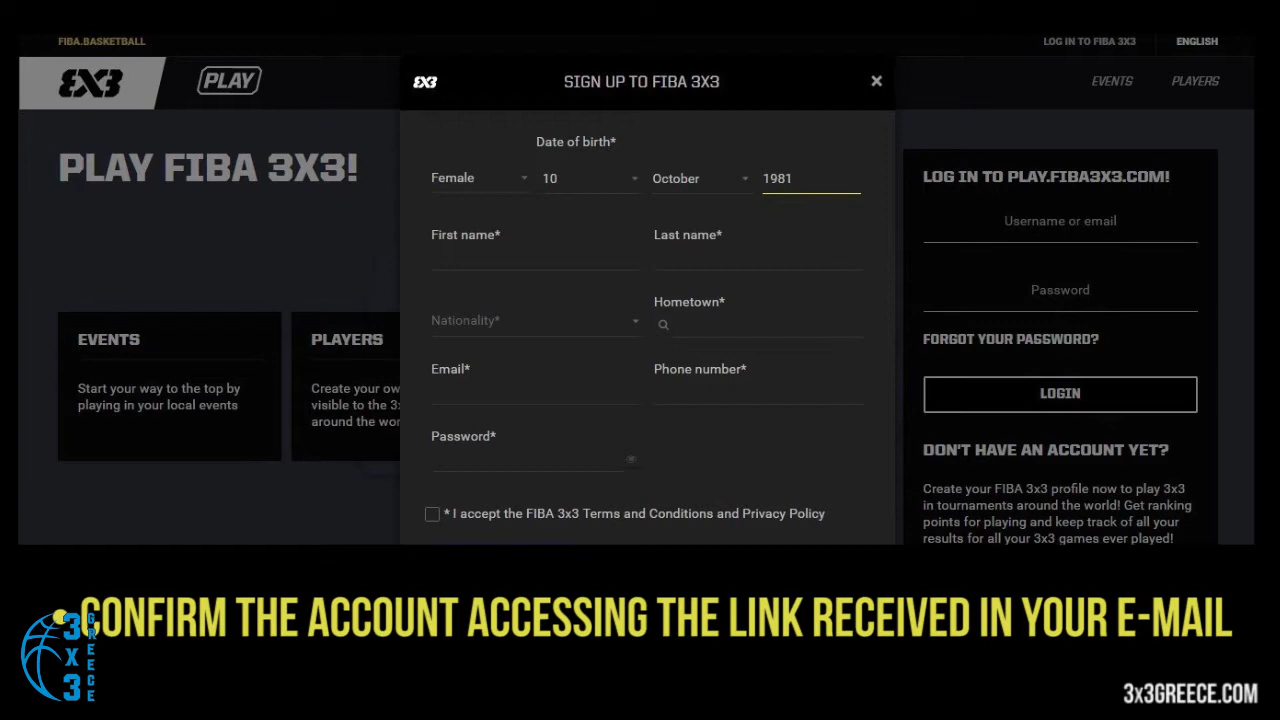 FIBA.BASKETBALL
LOG IN TO FIBA 3X3
ENGLISH
3X3
PLAY
EVENTS
PLAYERS
3X3
SIGN UP TO FIBA 3X3
×
PLAY FIBA 3X3!
EVENTS
Start your way to the top by
playing in your local events
PLAYERS
Create your ow
visible to the 3x
around the wor
Date of birth*
Female
10
October
1981
First name*
Last name*
Nationality*
Hometown*
Email*
Phone number*
Password*
* I accept the FIBA 3x3 Terms and Conditions and Privacy Policy
LOG IN TO PLAY.FIBA3X3.COM!
Username or email
Password
FORGOT YOUR PASSWORD?
LOGIN
DON'T HAVE AN ACCOUNT YET?
Create your FIBA 3x3 profile now to play 3x3
in tournaments around the world! Get ranking
points for playing and keep track of all your
results for all your 3x3 games ever played!
CONFIRM THE ACCOUNT ACCESSING THE LINK RECEIVED IN YOUR E-MAIL
3X3
GREECE
3x3GREECE.COM